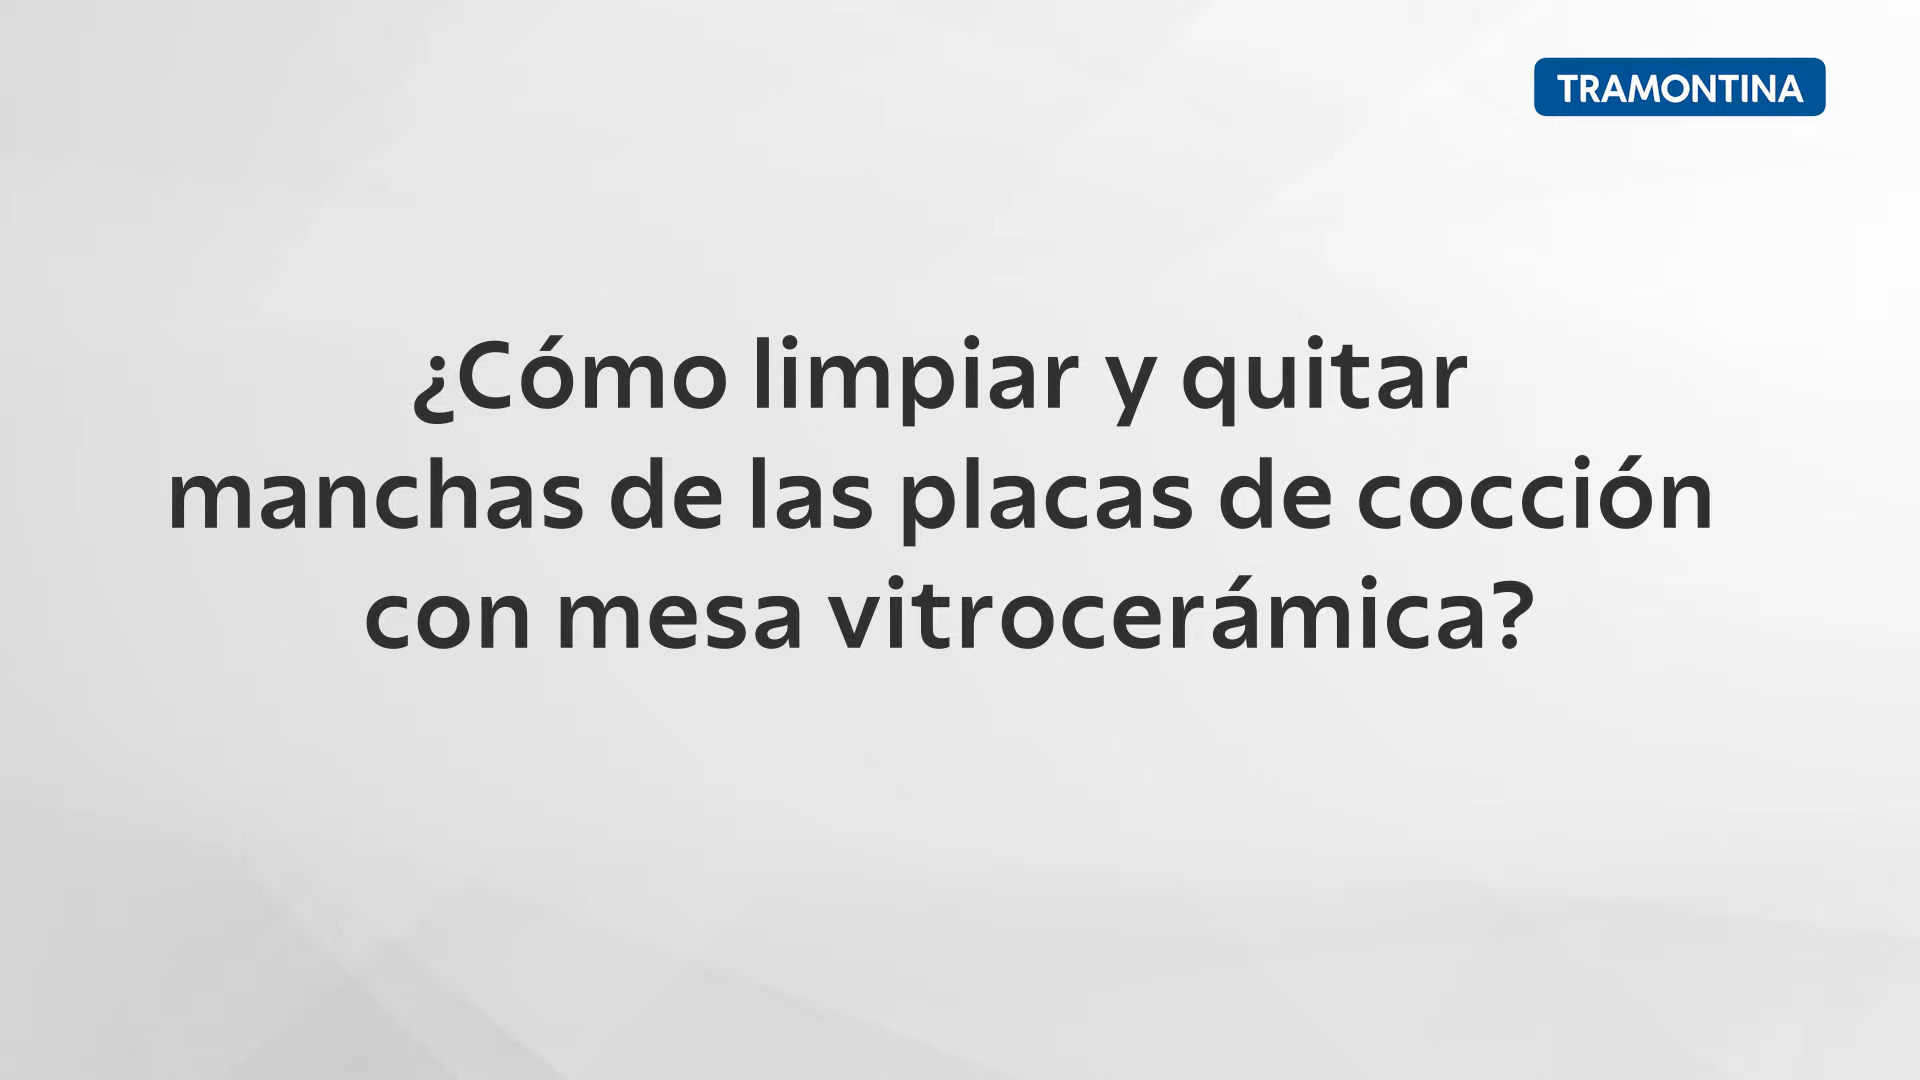 TRAMONTINA
¿Cómo limpiar y quitar
manchas de las placas de cocción
con mesa vitrocerámica?